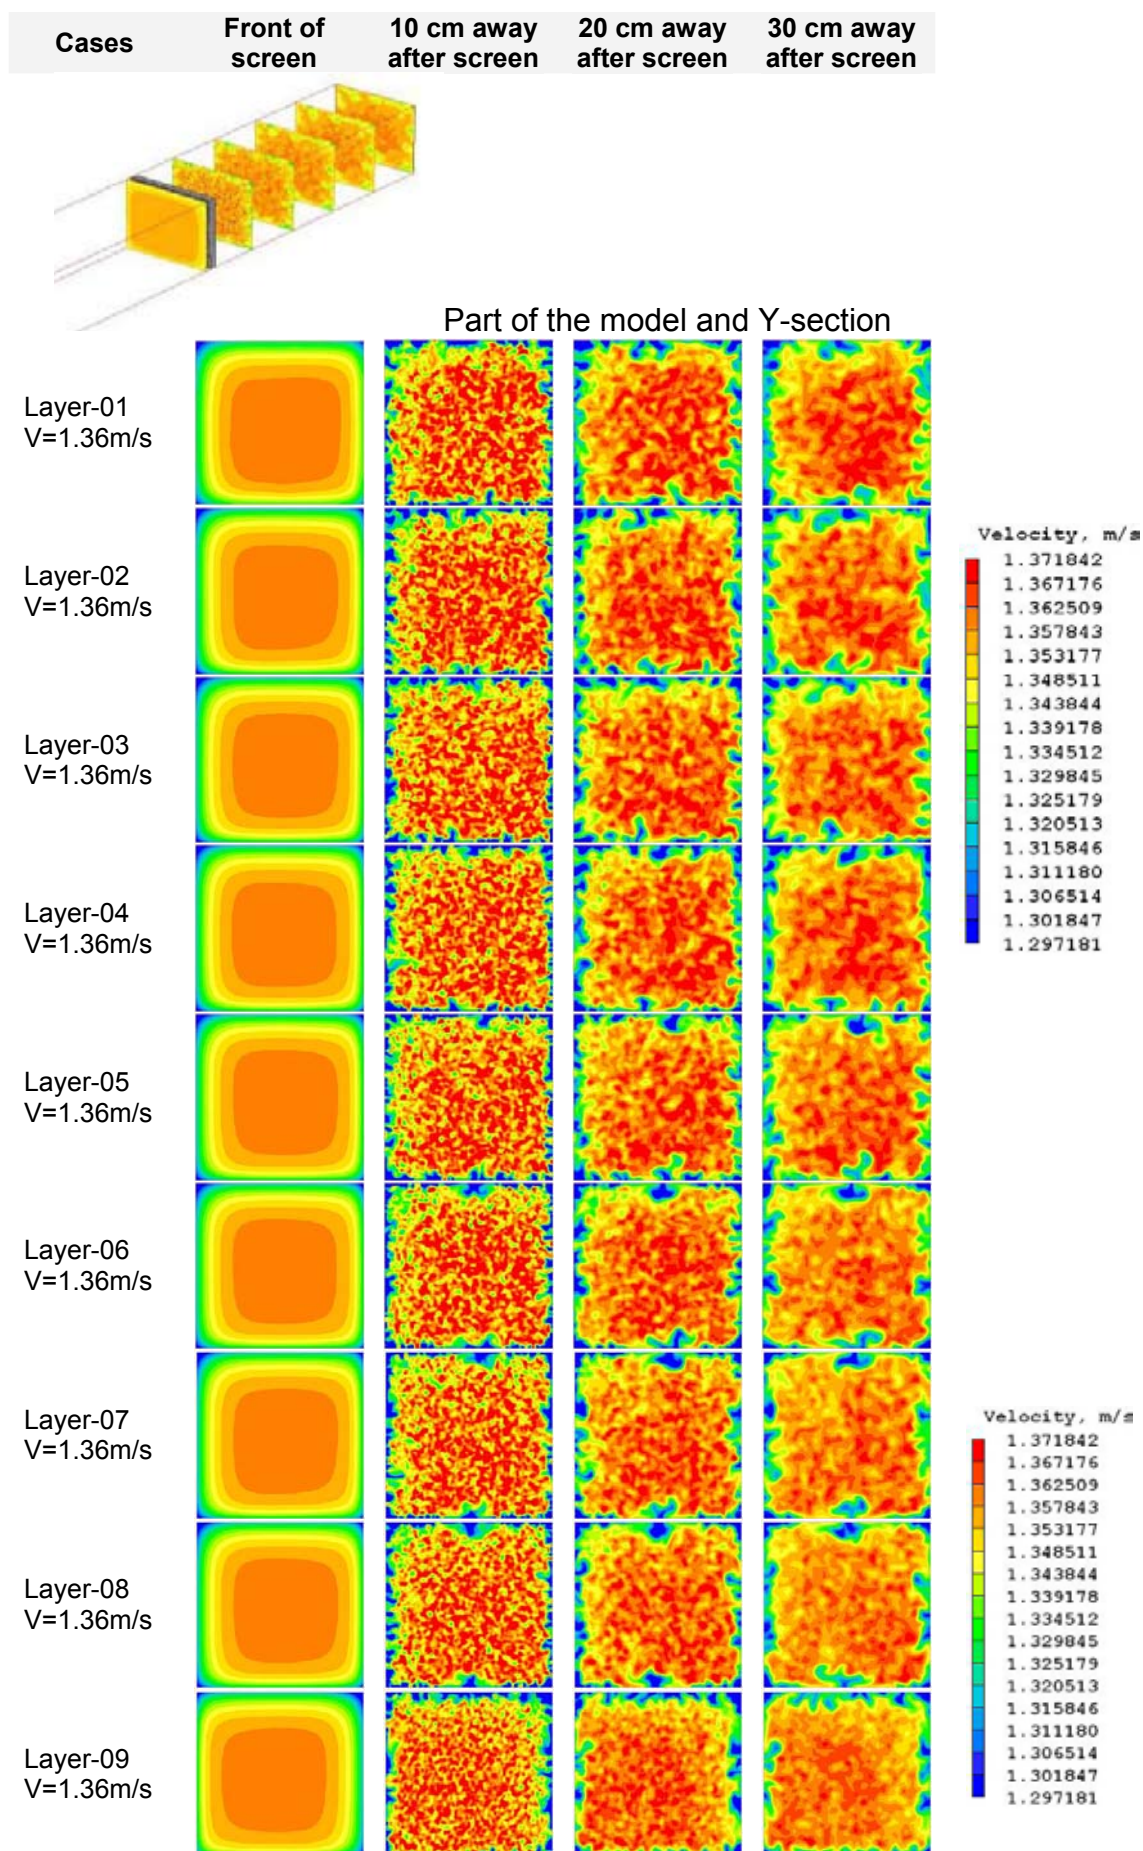 Cases
Front of
screen
10 cm away
after screen
20 cm away
after screen
30 cm away
after screen
Part of the model and Y-section
Layer-01
V=1.36m/s
Layer-02
V=1.36m/s
Layer-03
V=1.36m/s
Layer-04
V=1.36m/s
Layer-05
V=1.36m/s
Layer-06
V=1.36m/s
Layer-07
V=1.36m/s
Layer-08
V=1.36m/s
Layer-09
V=1.36m/s
Velocity, m/s
1.371842
1.367176
1.362509
1.357843
1.353177
1.348511
1.343844
1.339178
1.334512
1.329845
1.325179
1.320513
1.315846
1.311180
1.306514
1.301847
1.297181
Velocity, m/s
1.371842
1.367176
1.362509
1.357843
1.353177
1.348511
1.343844
1.339178
1.334512
1.329845
1.325179
1.320513
1.315846
1.311180
1.306514
1.301847
1.297181